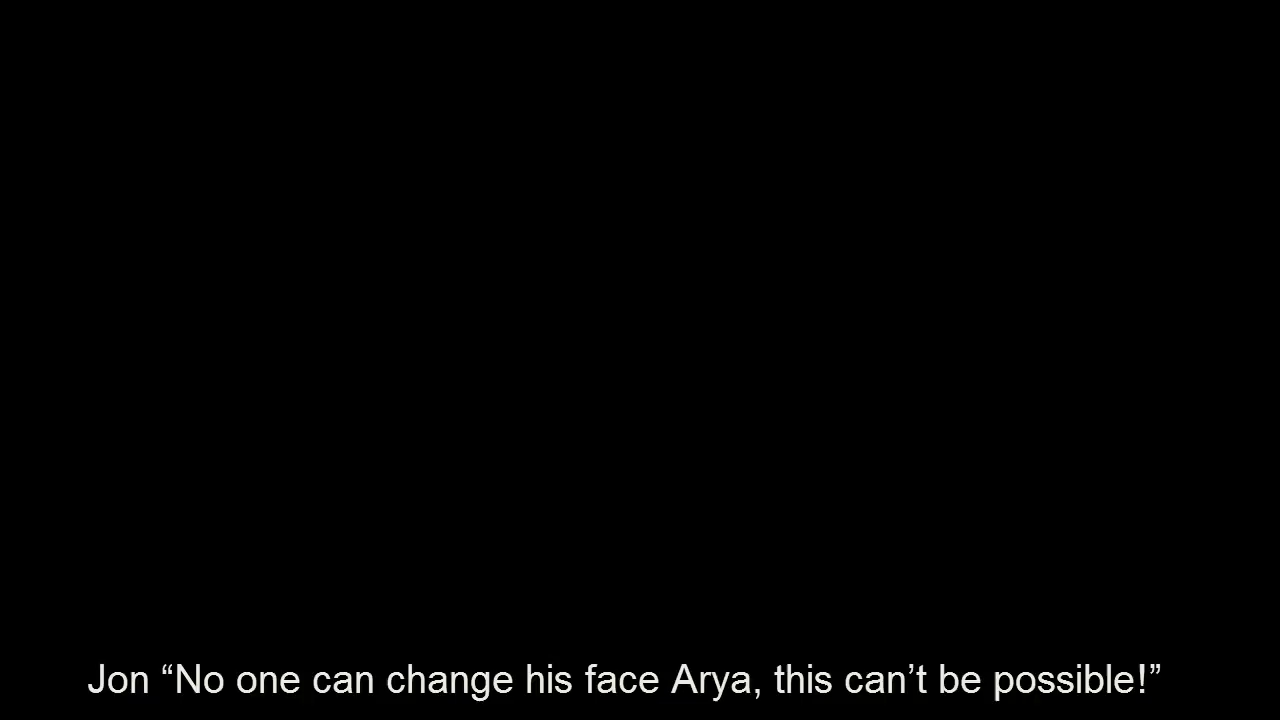 Jon “No one can change his face Arya, this can’t be possible!”